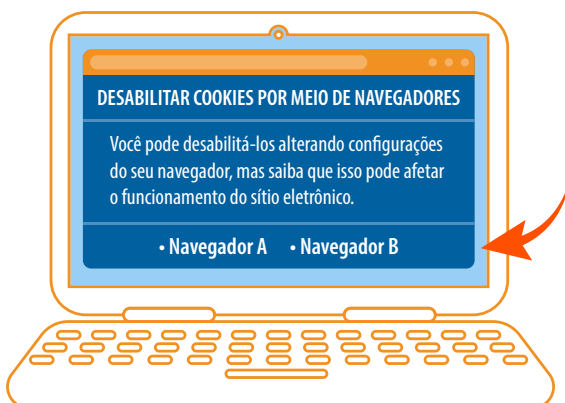 DESABILITAR COOKIES POR MEIO DE NAVEGADORES
Você pode desabilitá-los alterando configurações
do seu navegador, mas saiba que isso pode afetar
o funcionamento do sítio eletrônico.
• Navegador A • Navegador B